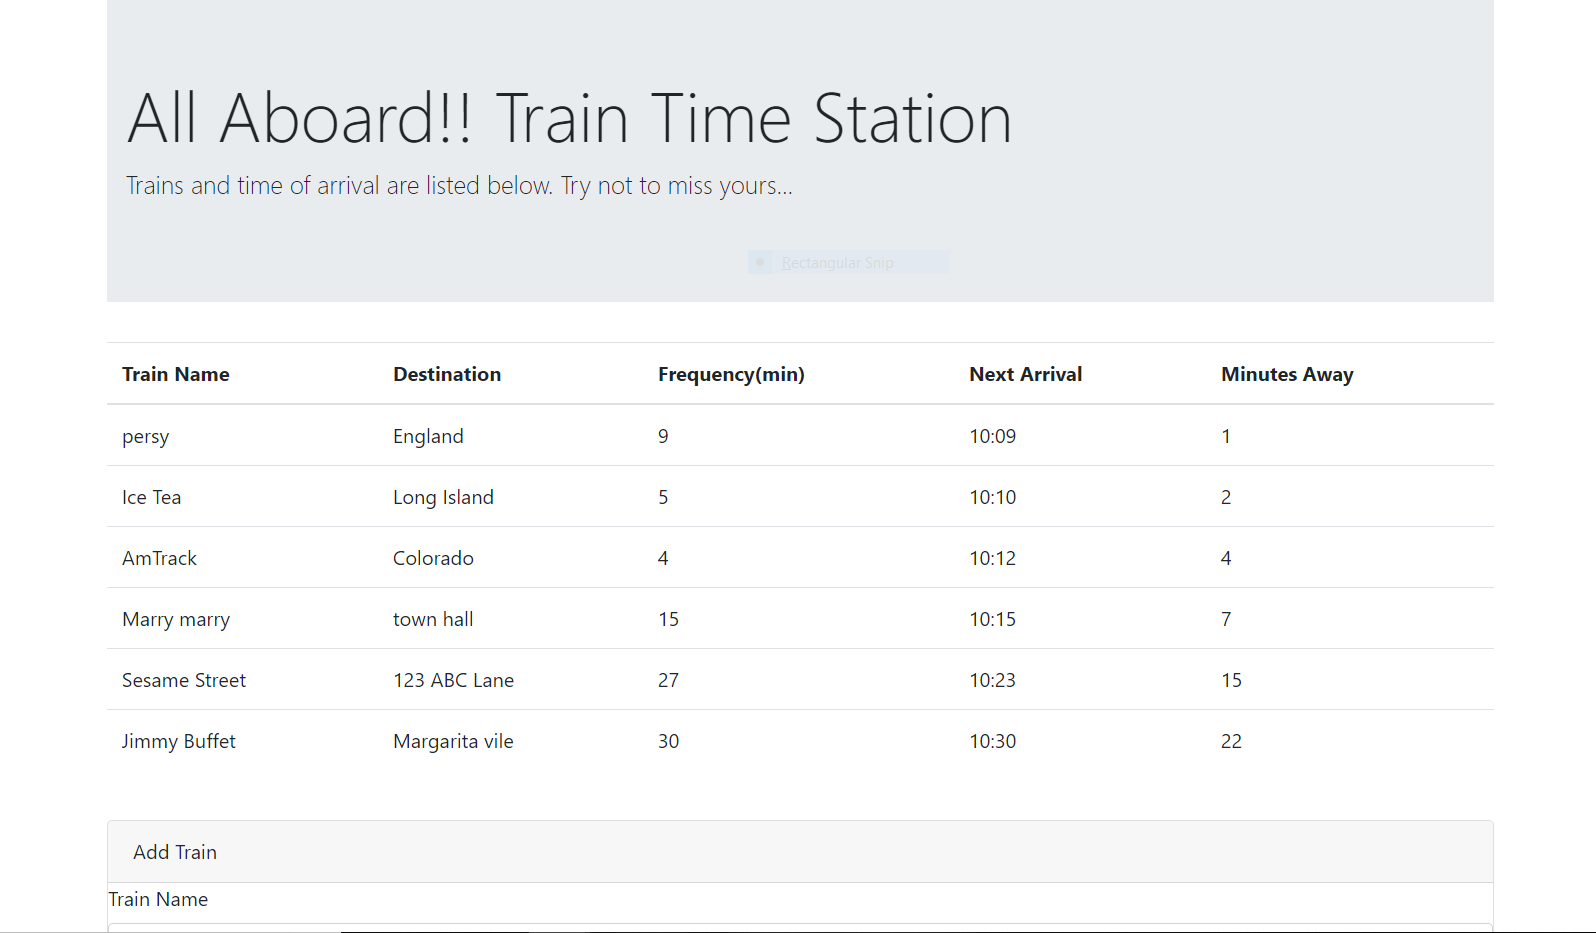 All Aboard!! Train Time Station
Trains and time of arrival are listed below. Try not to miss yours...
Rectangular Snip
Train Name Destination Frequency(min) Next Arrival Minutes Away
persy England 9 10:09 1
Ice Tea Long Island 5 10:10 2
AmTrack Colorado 4 10:12 4
Marry marry town hall 15 10:15 7
Sesame Street 123 ABC Lane 27 10:23 15
Jimmy Buffet Margarita vile 30 10:30 22
Add Train
Train Name